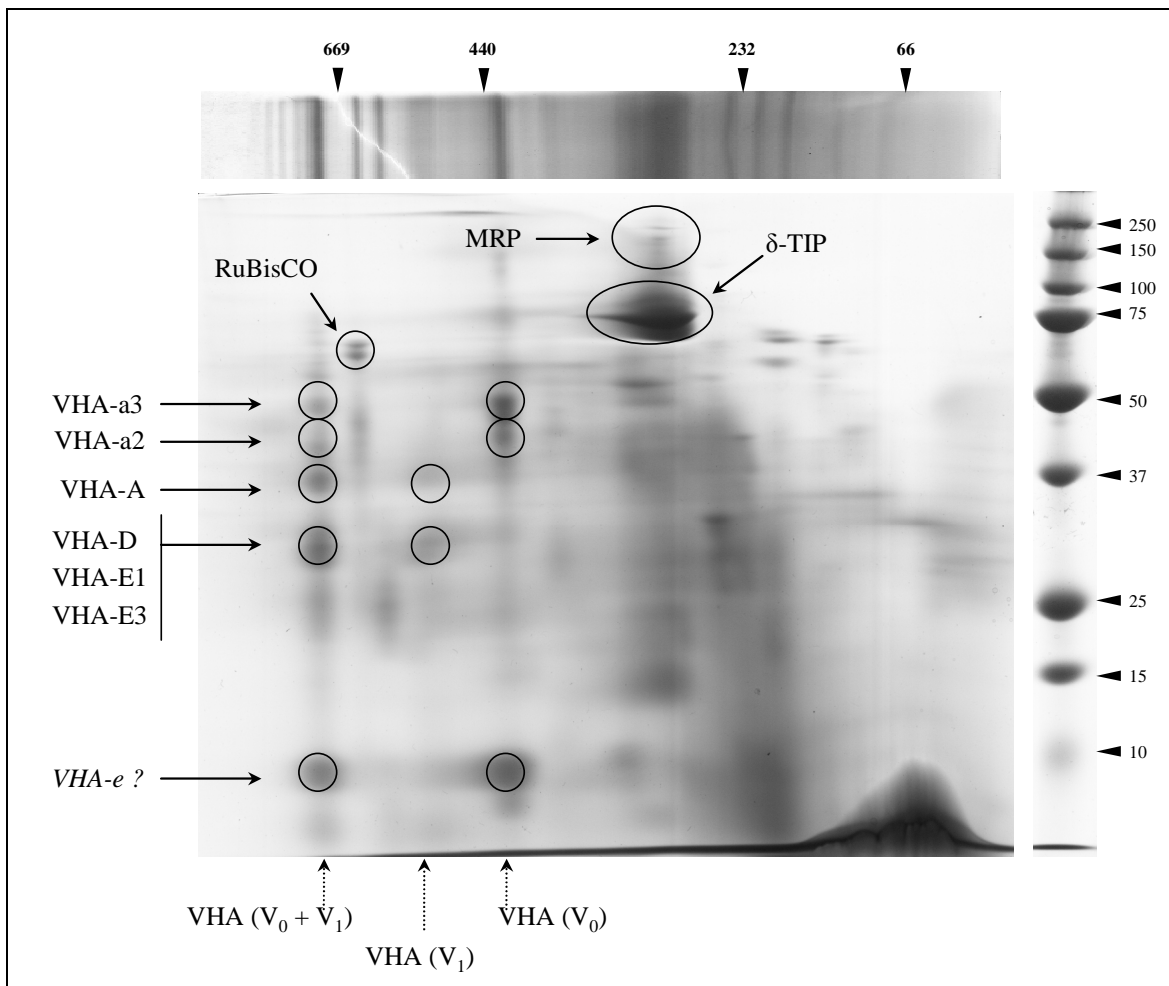 669 440 232 66
MRP
δ-TIP
RuBisCO
250
150
100
75
VHA-a3
50
VHA-a2
37
VHA-A
VHA-D
VHA-E1
25
VHA-E3
15
10
VHA-e ?
VHA (V₀ + V₁)
VHA (V₀)
VHA (V₁)